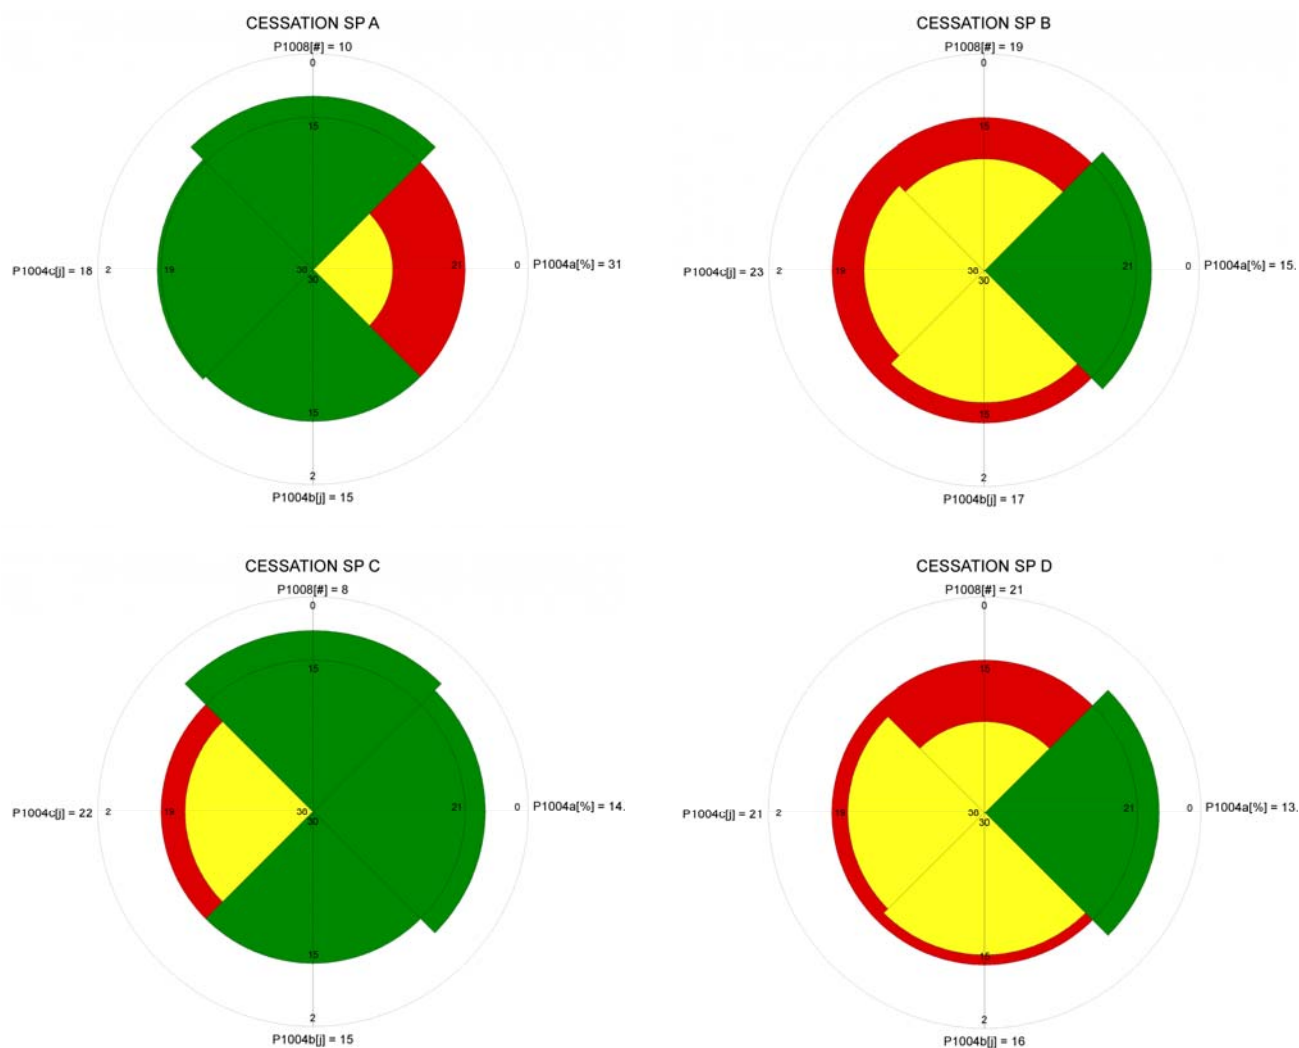 CESSATION SP A
P1008[#] = 10
0
15
P1004c[j] = 18
2
19
30
30
21
0
P1004a[%] = 31
15
2
P1004b[j] = 15
CESSATION SP B
P1008[#] = 19
0
15
P1004c[j] = 23
2
19
30
30
21
0
P1004a[%] = 15.
15
2
P1004b[j] = 17
CESSATION SP C
P1008[#] = 8
0
15
P1004c[j] = 22
2
19
30
30
21
0
P1004a[%] = 14.
15
2
P1004b[j] = 15
CESSATION SP D
P1008[#] = 21
0
15
P1004c[j] = 21
2
19
30
30
21
0
P1004a[%] = 13.
15
2
P1004b[j] = 16